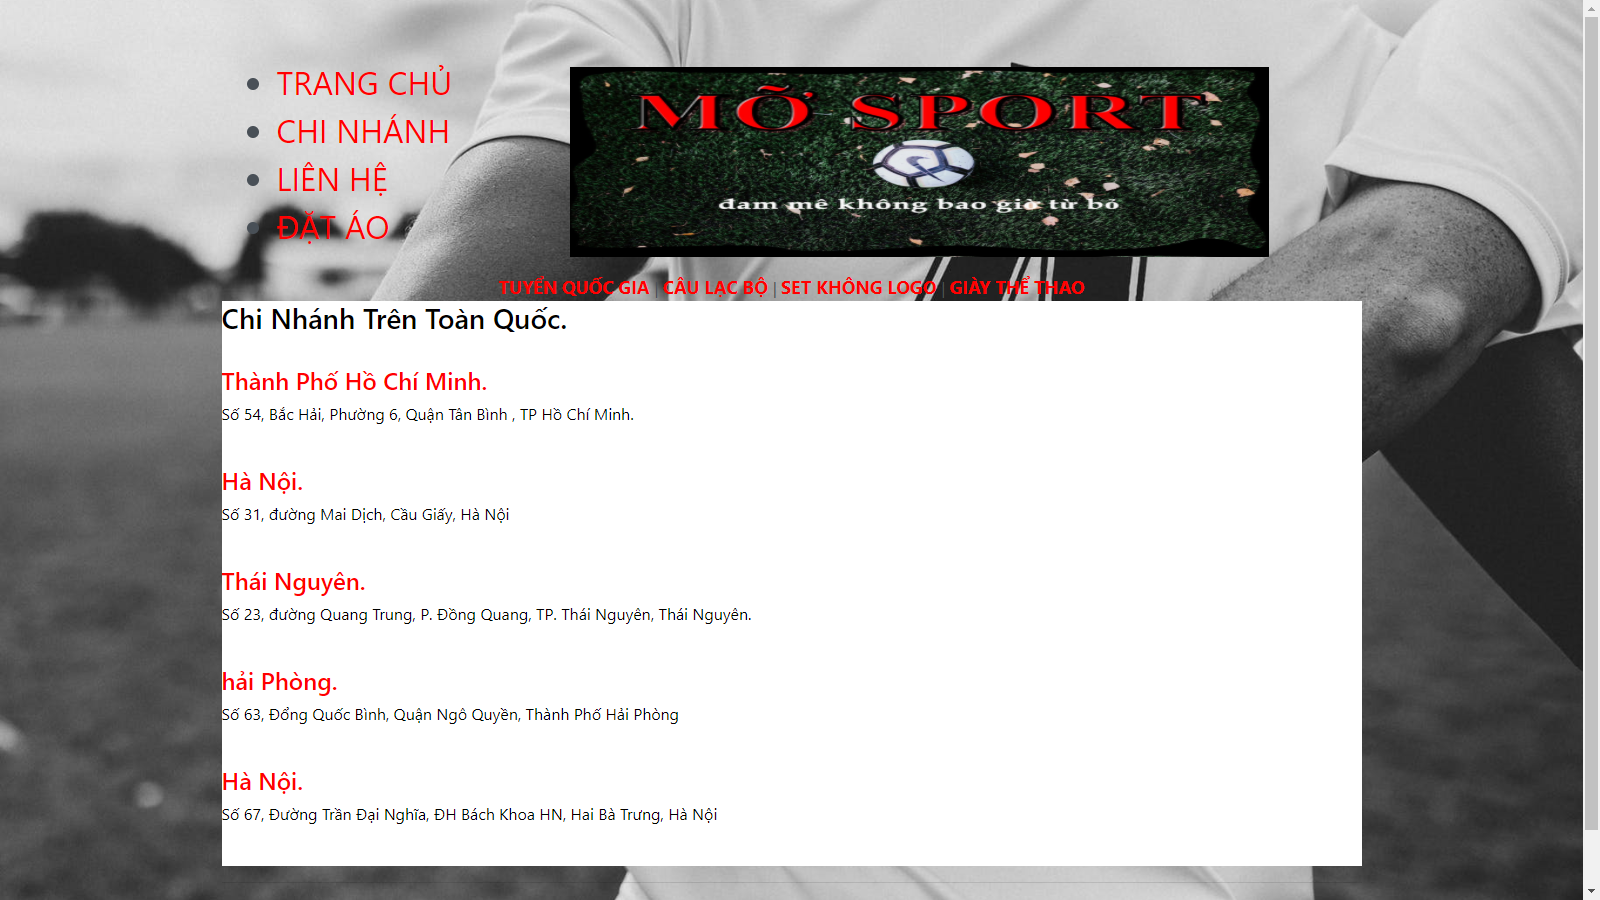 TRANG CHỦ
CHI NHÁNH
LIÊN HỆ
ĐẶT ÁO
MỠ SPORT
đam mê không bao giờ từ bỏ
TUYỂN QUỐC GIA | CÂU LẠC BỘ | SET KHÔNG LOGO | GIÀY THỂ THAO
Chi Nhánh Trên Toàn Quốc.
Thành Phố Hồ Chí Minh.
Số 54, Bắc Hải, Phường 6, Quận Tân Bình , TP Hồ Chí Minh.
Hà Nội.
Số 31, đường Mai Dịch, Cầu Giấy, Hà Nội
Thái Nguyên.
Số 23, đường Quang Trung, P. Đồng Quang, TP. Thái Nguyên, Thái Nguyên.
hải Phòng.
Số 63, Đổng Quốc Bình, Quận Ngô Quyền, Thành Phố Hải Phòng
Hà Nội.
Số 67, Đường Trần Đại Nghĩa, ĐH Bách Khoa HN, Hai Bà Trưng, Hà Nội